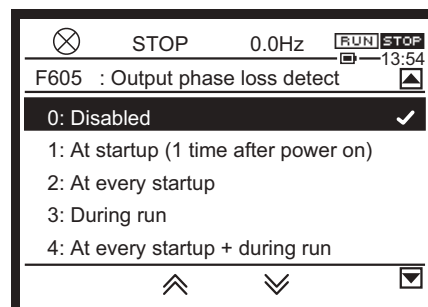 STOP 0.0Hz RUN STOP
13:54
F605 : Output phase loss detect
0: Disabled
1: At startup (1 time after power on)
2: At every startup
3: During run
4: At every startup + during run